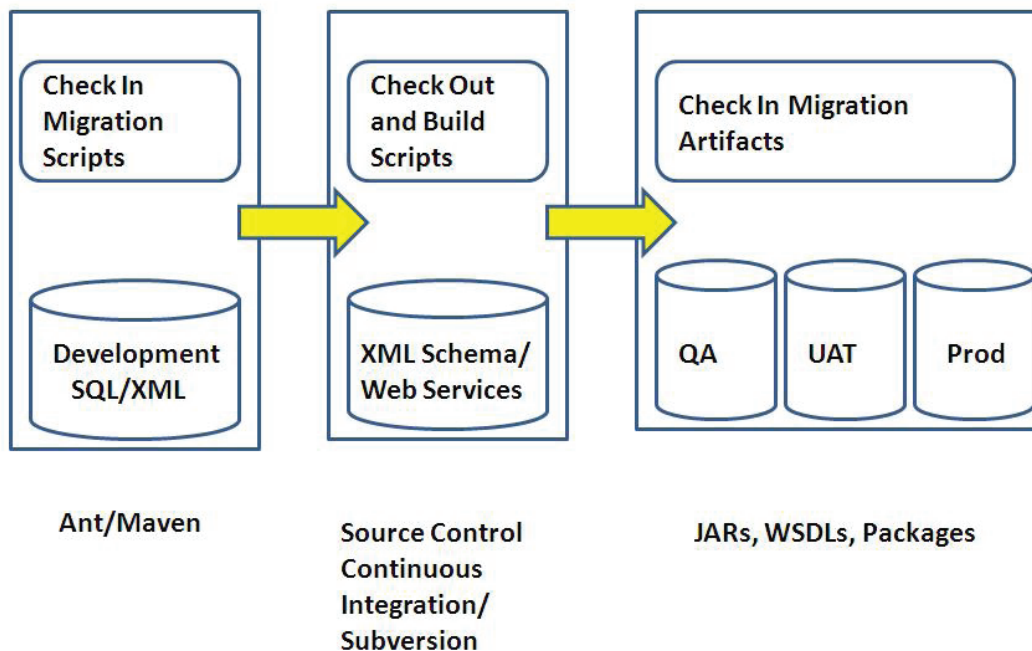 Check In
Migration
Scripts
Development
SQL/XML
Ant/Maven
Check Out
and Build
Scripts
XML Schema/
Web Services
Source Control
Continuous
Integration/
Subversion
Check In Migration
Artifacts
QA
UAT
Prod
JARs, WSDLs, Packages